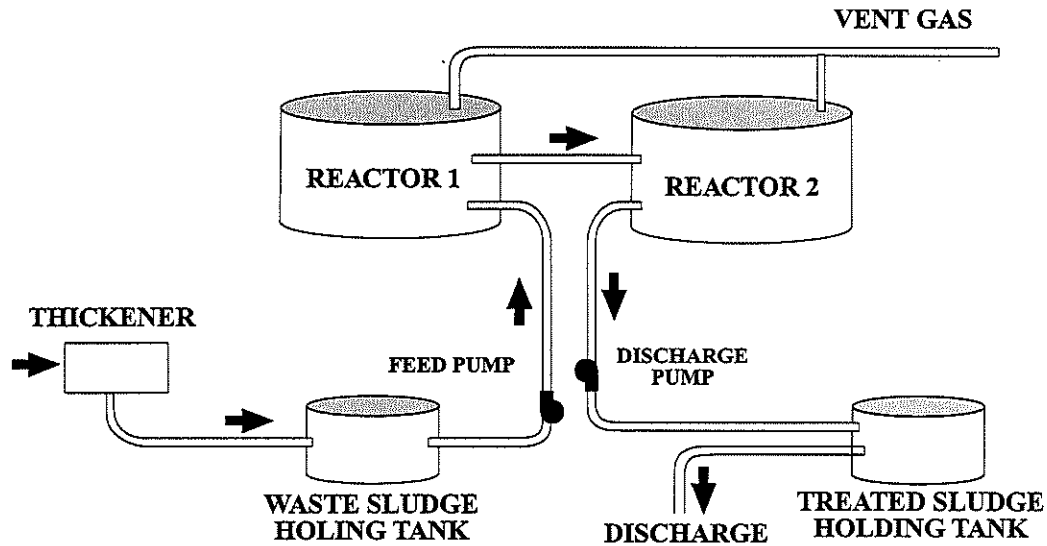 VENT GAS
REACTOR 1
REACTOR 2
THICKENER
FEED PUMP
DISCHARGE
PUMP
WASTE SLUDGE
HOLING TANK
DISCHARGE
TREATED SLUDGE
HOLDING TANK